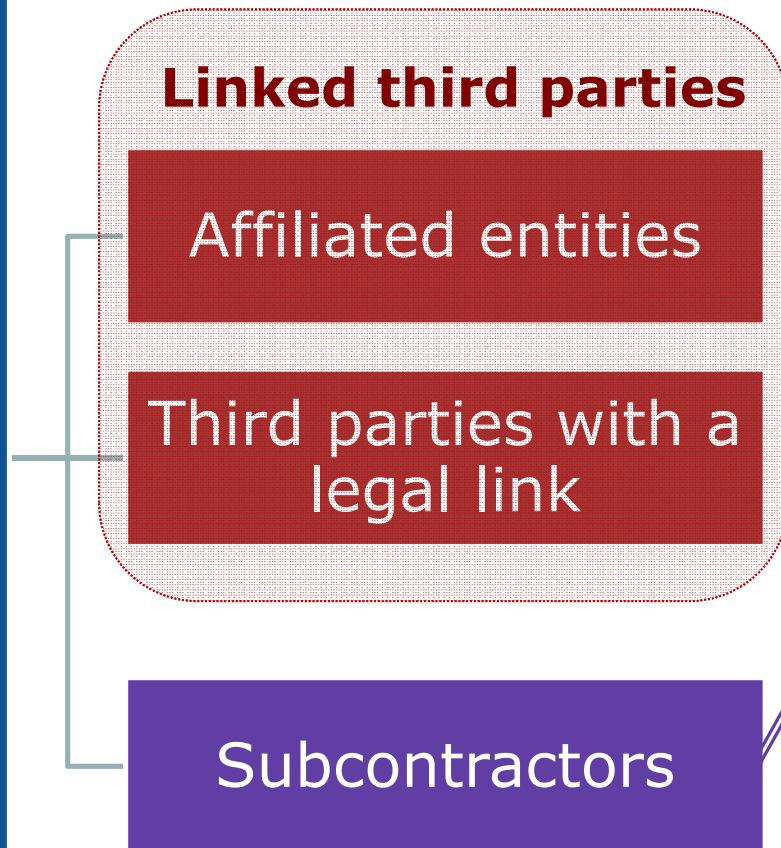 Linked third parties
Affiliated entities
Third parties with a
legal link
Subcontractors